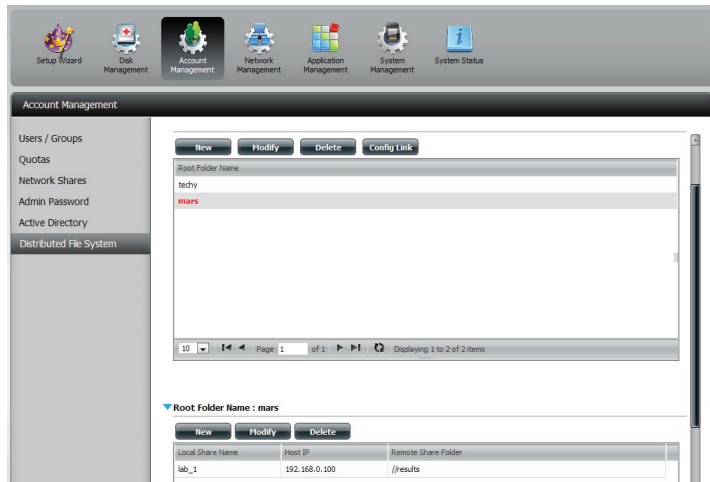 Setup Wizard
Disk Management
Account Management
Network Management
Application Management
System Management
System Status
Account Management
Users / Groups
Quotas
Network Shares
Admin Password
Active Directory
Distributed File System
New Modify Delete Config Link
Root Folder Name
techy
mars
10 Page 1 of 1 Displaying 1 to 2 of 2 items
Root Folder Name : mars
New Modify Delete
Local Share Name Host IP Remote Share Folder
lab_1 192.168.0.100 //results